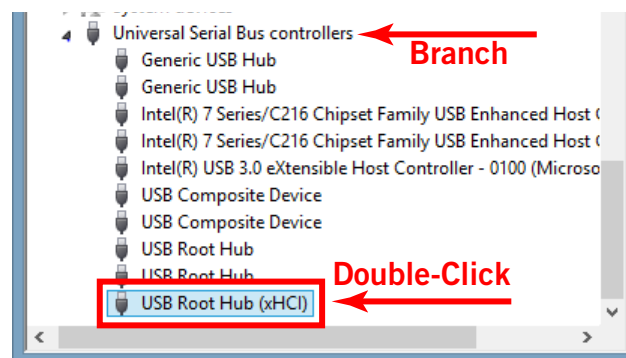 Universal Serial Bus controllers
Branch
Generic USB Hub
Generic USB Hub
Intel(R) 7 Series/C216 Chipset Family USB Enhanced Host
Intel(R) 7 Series/C216 Chipset Family USB Enhanced Host
Intel(R) USB 3.0 eXtensible Host Controller - 0100 (Microso
USB Composite Device
USB Composite Device
USB Root Hub
USB Root Hub
Double-Click
USB Root Hub (xHCI)